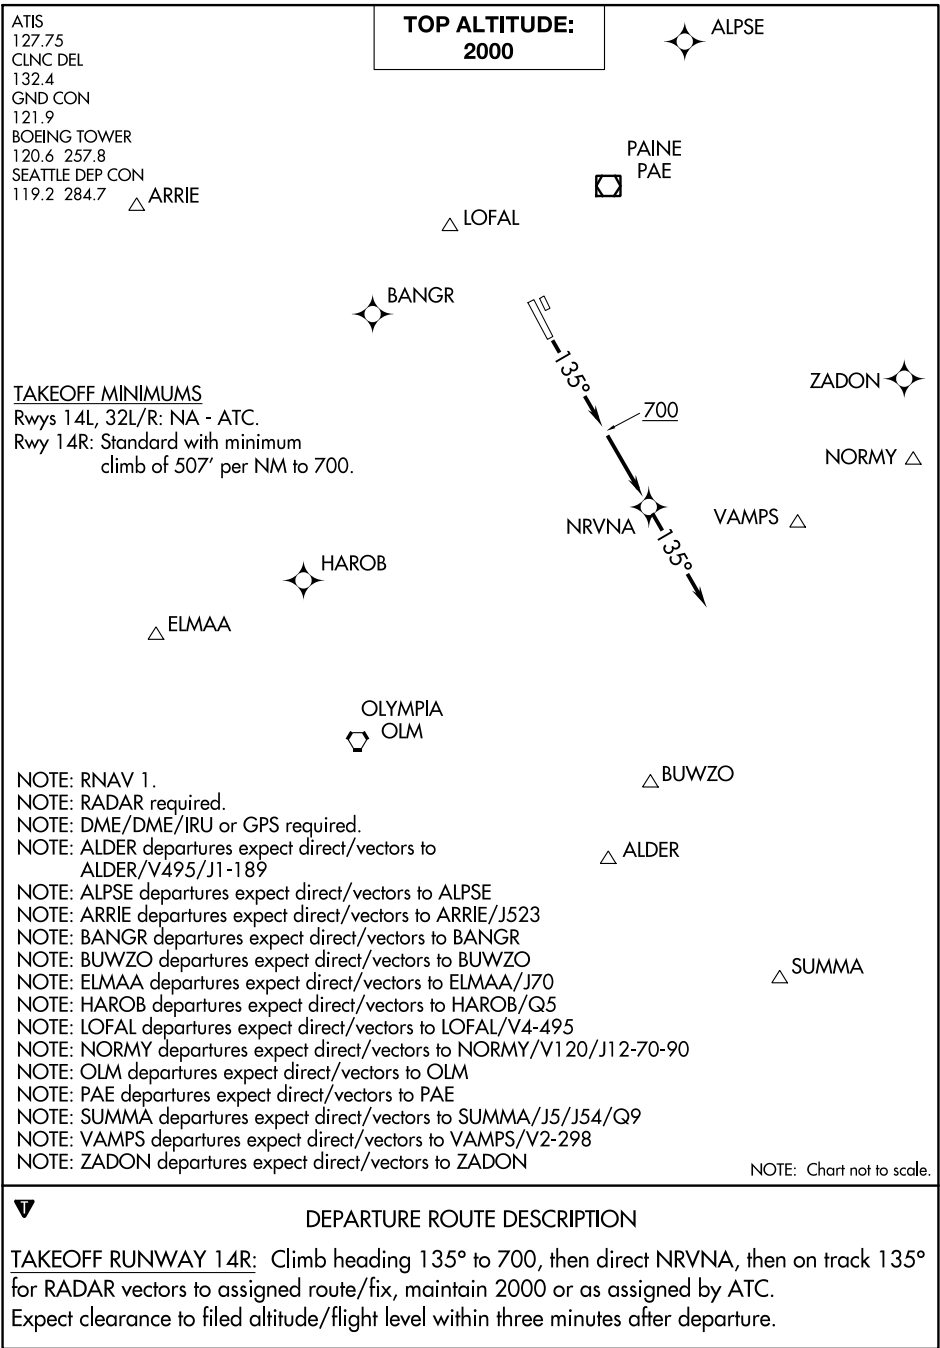 ATIS
127.75
CLNC DEL
132.4
GND CON
121.9
BOEING TOWER
120.6 257.8
SEATTLE DEP CON
119.2 284.7
TOP ALTITUDE:
2000
ALPSE
PAINE
PAE
ARRIE
LOFAL
BANGR
135°
ZADON
700
TAKEOFF MINIMUMS
Rwys 14L, 32L/R: NA - ATC.
Rwy 14R: Standard with minimum
climb of 507' per NM to 700.
NORMY
NRVNA
VAMPS
135°
HAROB
ELMAA
OLYMPIA
OLM
BUWZO
ALDER
SUMMA
NOTE: RNAV 1.
NOTE: RADAR required.
NOTE: DME/DME/IRU or GPS required.
NOTE: ALDER departures expect direct/vectors to
ALDER/V495/J1-189
NOTE: ALPSE departures expect direct/vectors to ALPSE
NOTE: ARRIE departures expect direct/vectors to ARRIE/J523
NOTE: BANGR departures expect direct/vectors to BANGR
NOTE: BUWZO departures expect direct/vectors to BUWZO
NOTE: ELMAA departures expect direct/vectors to ELMAA/J70
NOTE: HAROB departures expect direct/vectors to HAROB/Q5
NOTE: LOFAL departures expect direct/vectors to LOFAL/V4-495
NOTE: NORMY departures expect direct/vectors to NORMY/V120/J12-70-90
NOTE: OLM departures expect direct/vectors to OLM
NOTE: PAE departures expect direct/vectors to PAE
NOTE: SUMMA departures expect direct/vectors to SUMMA/J5/J54/Q9
NOTE: VAMPS departures expect direct/vectors to VAMPS/V2-298
NOTE: ZADON departures expect direct/vectors to ZADON
NOTE: Chart not to scale.
T
DEPARTURE ROUTE DESCRIPTION
TAKEOFF RUNWAY 14R: Climb heading 135° to 700, then direct NRVNA, then on track 135°
for RADAR vectors to assigned route/fix, maintain 2000 or as assigned by ATC.
Expect clearance to filed altitude/flight level within three minutes after departure.